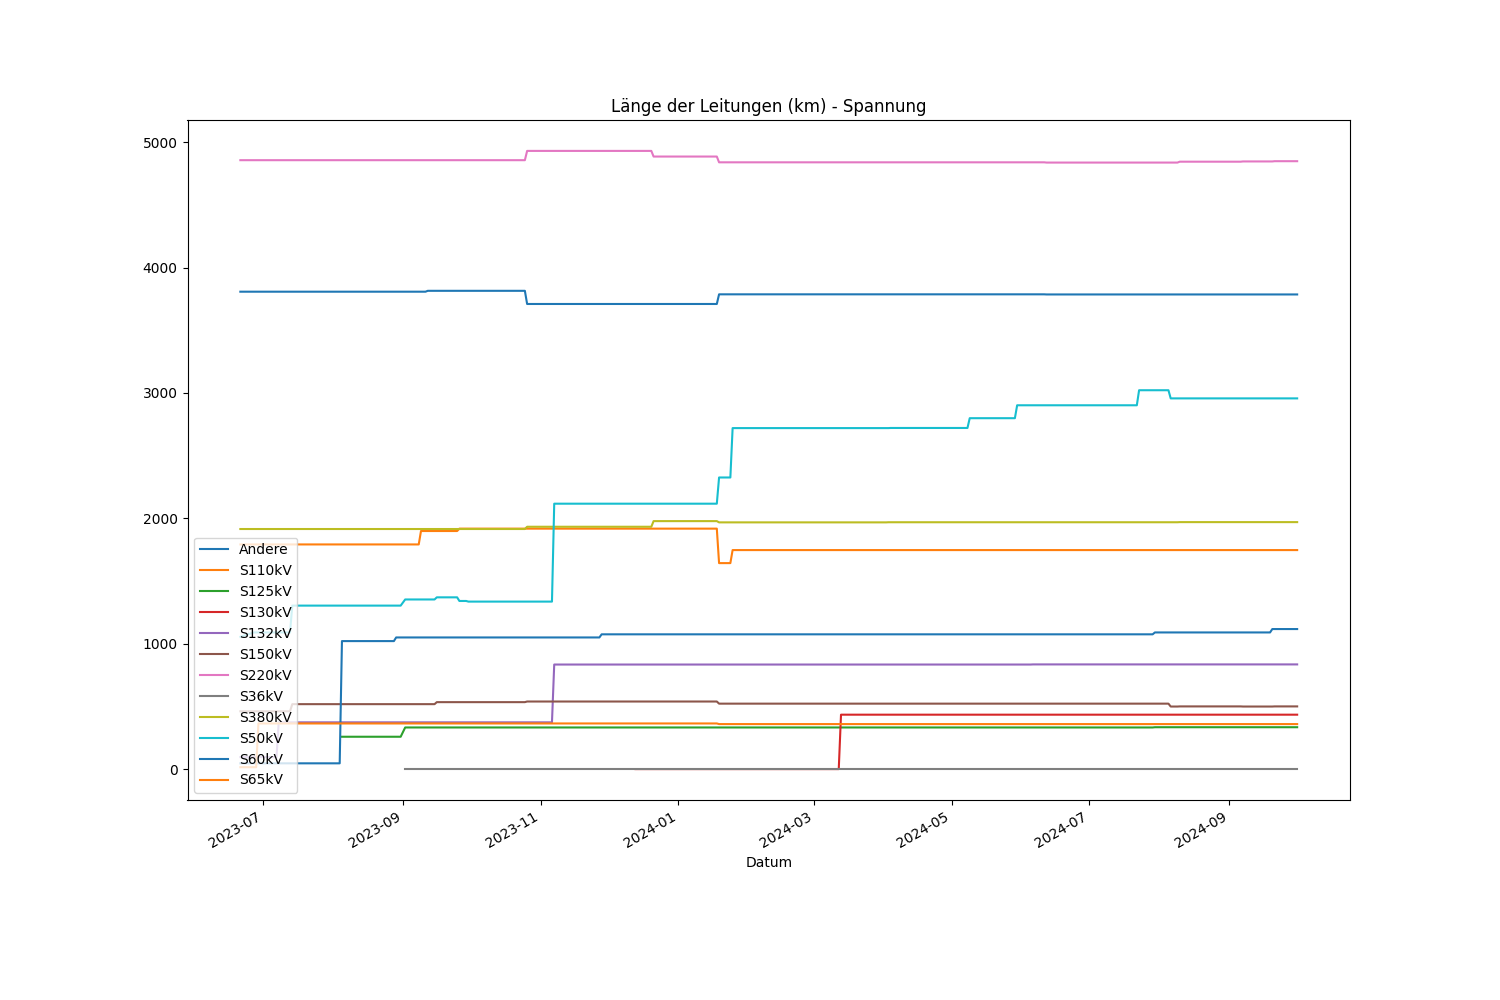 Länge der Leitungen (km) - Spannung
5000
4000
3000
2000
1000
0
Andere
S110kV
S125kV
S130kV
S132kV
S150kV
S220kV
S36kV
S380kV
S50kV
S60kV
S65kV
2023-07
2023-09
2023-11
2024-01
2024-03
2024-05
2024-07
2024-09
Datum